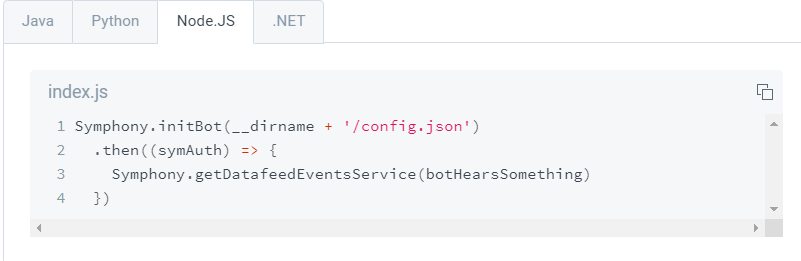 Java Python Node.JS .NET
index.js
1 Symphony.initBot(__dirname + '/config.json')
2   .then((symAuth) => {
3     Symphony.getDatafeedEventsService(botHearsSomething)
4   })